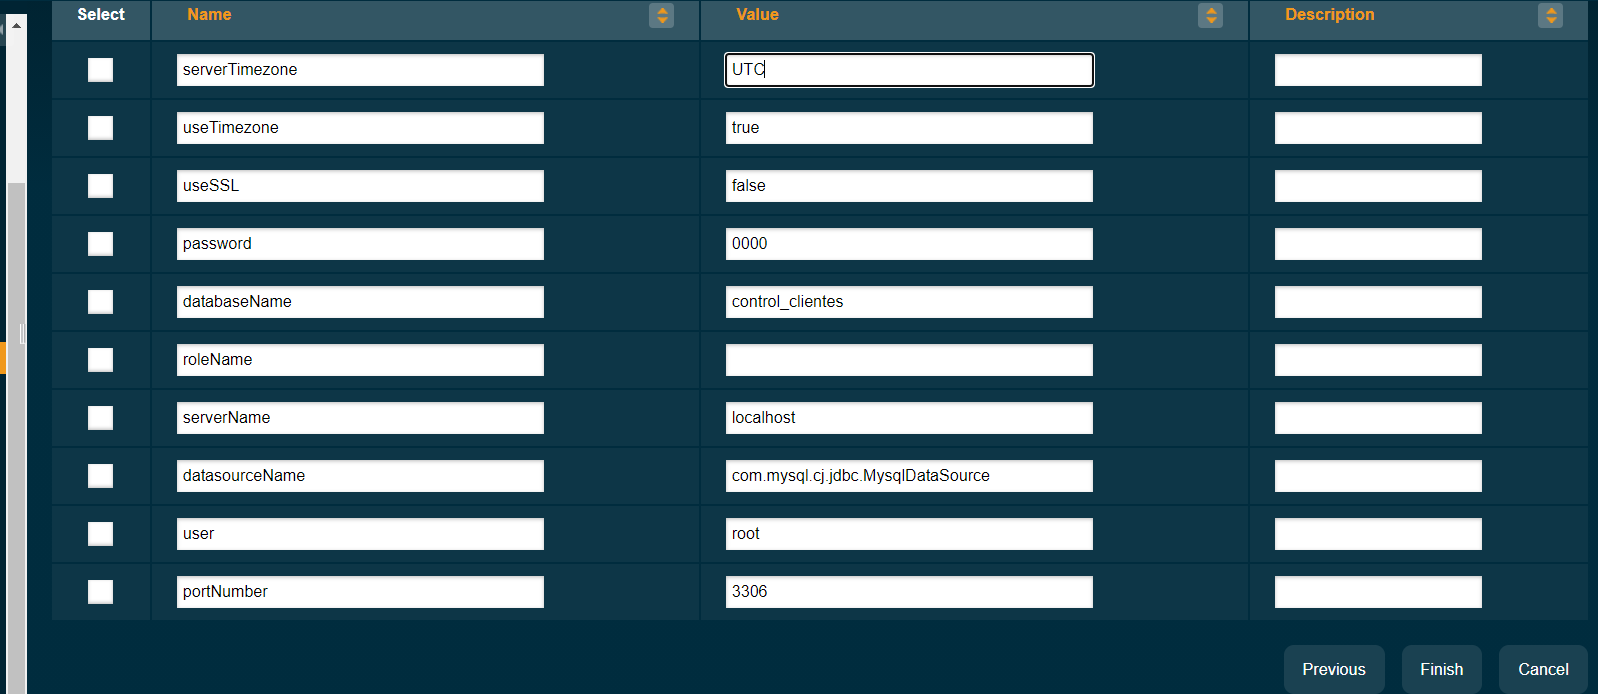 Select Name Value Description
serverTimezone UTC
useTimezone true
useSSL false
password 0000
databaseName control_clientes
roleName
serverName localhost
datasourceName com.mysql.cj.jdbc.MysqlDataSource
user root
portNumber 3306
Previous Finish Cancel